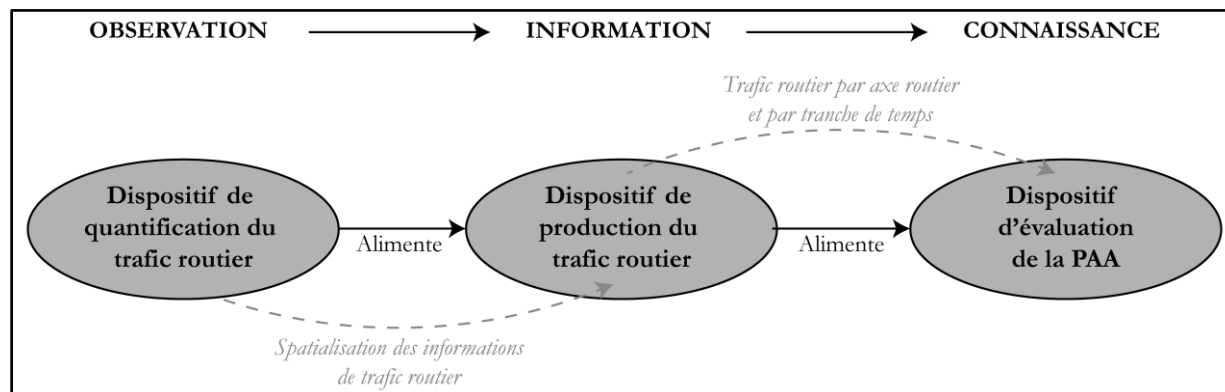 OBSERVATION
INFORMATION
CONNAISSANCE
Trafic routier par axe routier
et par tranche de temps
Dispositif de
quantification du
trafic routier
Alimente
Dispositif de
production du
trafic routier
Alimente
Dispositif
d'évaluation
de la PAA
Spatialisation des informations
de trafic routier